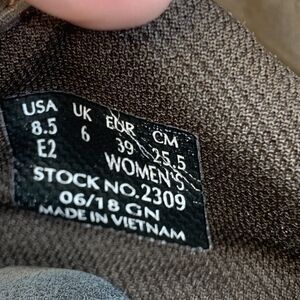 USA UK EUR CM
8.5 6 39 25.5
E2 WOMEN'S
STOCK NO.2309
06/18 GN
MADE IN VIETNAM